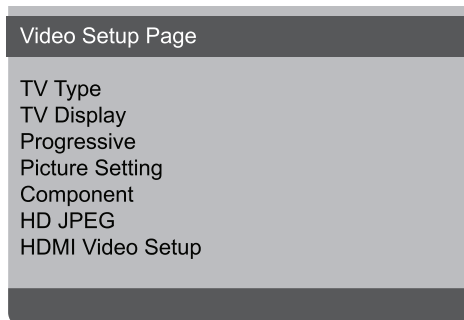 Video Setup Page
TV Type
TV Display
Progressive
Picture Setting
Component
HD JPEG
HDMI Video Setup